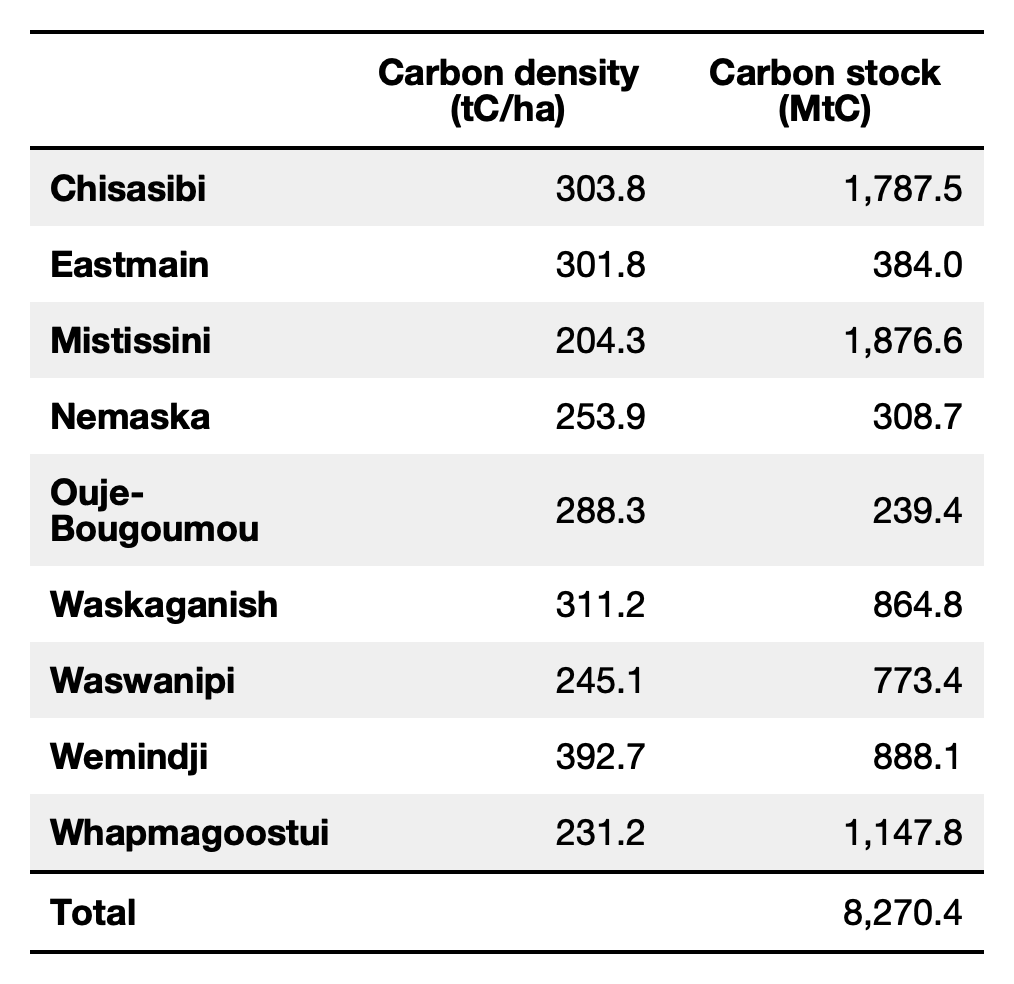 Carbon density (tC/ha) Carbon stock (MtC)
Chisasibi 303.8 1,787.5
Eastmain 301.8 384.0
Mistissini 204.3 1,876.6
Nemaska 253.9 308.7
Ouje-
Bougoumou 288.3 239.4
Waskaganish 311.2 864.8
Waswanipi 245.1 773.4
Wemindji 392.7 888.1
Whapmagoostui 231.2 1,147.8
Total 8,270.4